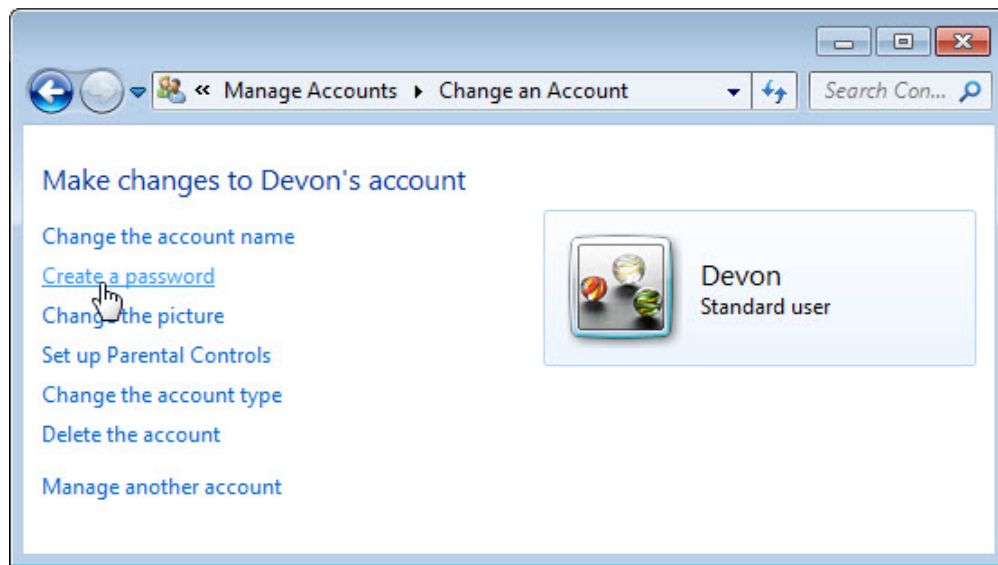 « Manage Accounts ▸ Change an Account Search Con...
Make changes to Devon's account
Change the account name
Create a password
Change the picture
Set up Parental Controls
Change the account type
Delete the account
Manage another account
Devon
Standard user